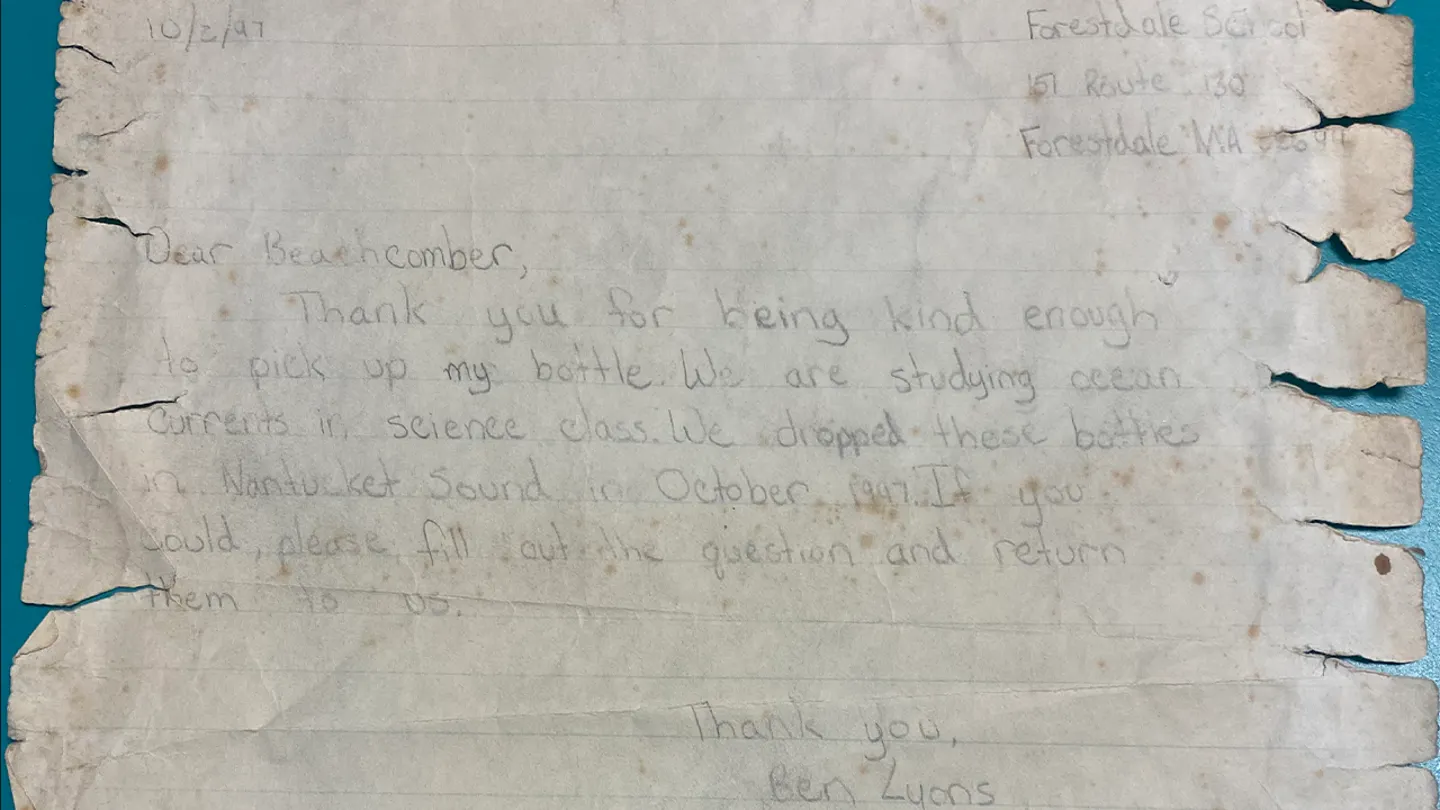 10/2/97
Forestdale School
151 Route 130
Forestdale MA 02644
Dear Beachcomber,
Thank you for being kind enough
to pick up my bottle. We are studying ocean
currents in science class. We dropped these bottles
in Nantucket Sound in October 1997. If you
would, please fill out the question and return
them to us.
Thank you,
Ben Lyons